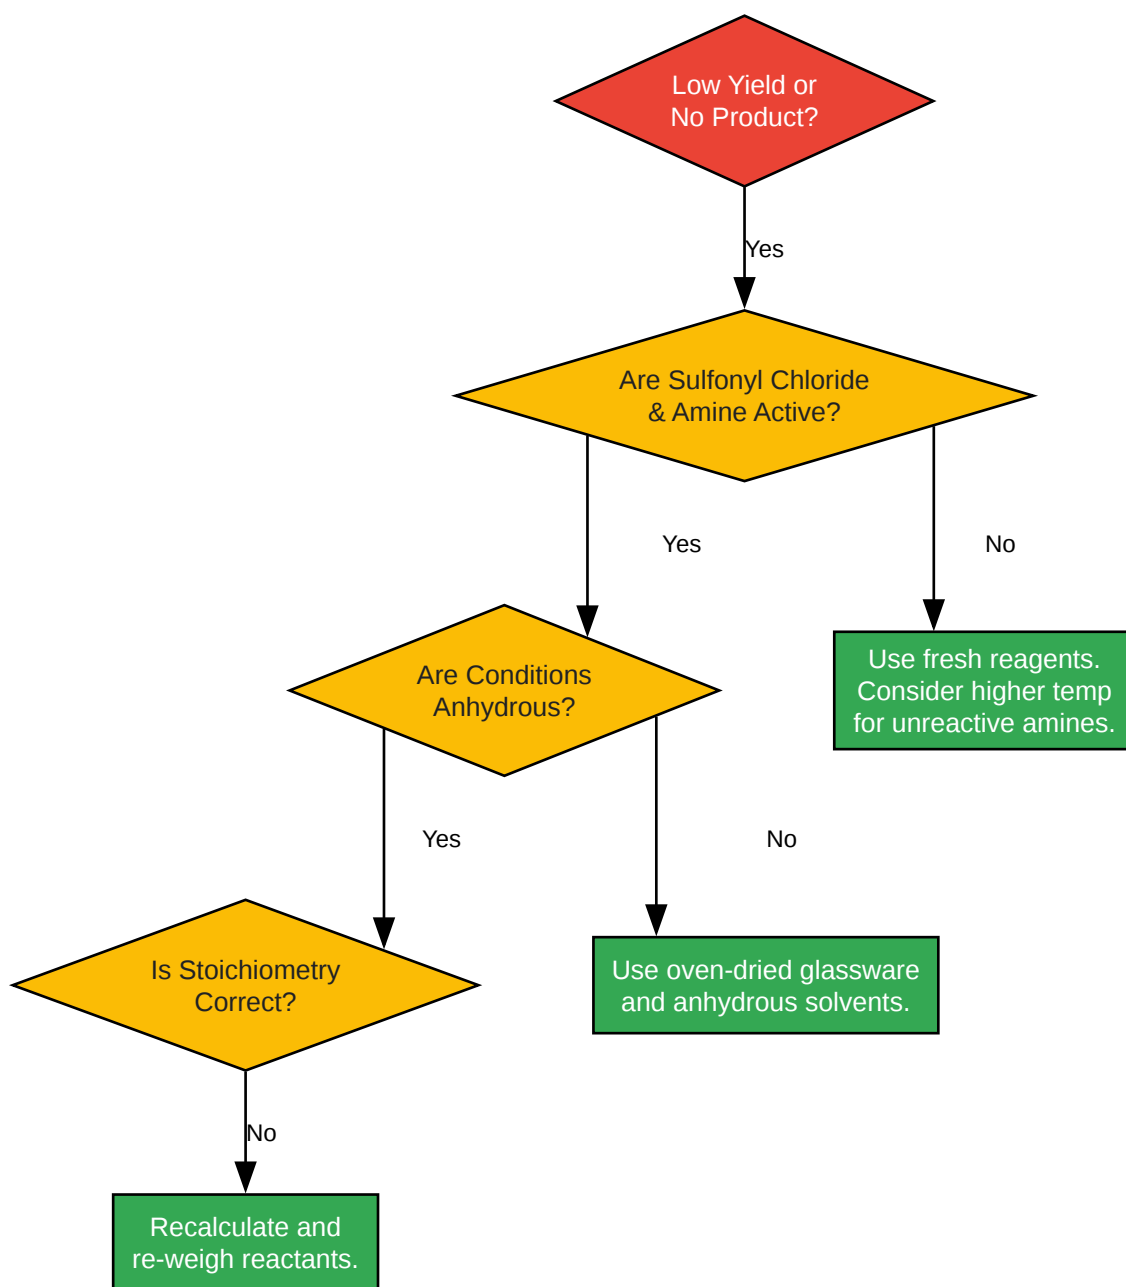 Low Yield or
No Product?
Yes
Are Sulfonyl Chloride
& Amine Active?
Yes
No
Are Conditions
Anhydrous?
Use fresh reagents.
Consider higher temp
for unreactive amines.
Yes
No
Is Stoichiometry
Correct?
Use oven-dried glassware
and anhydrous solvents.
No
Recalculate and
re-weigh reactants.